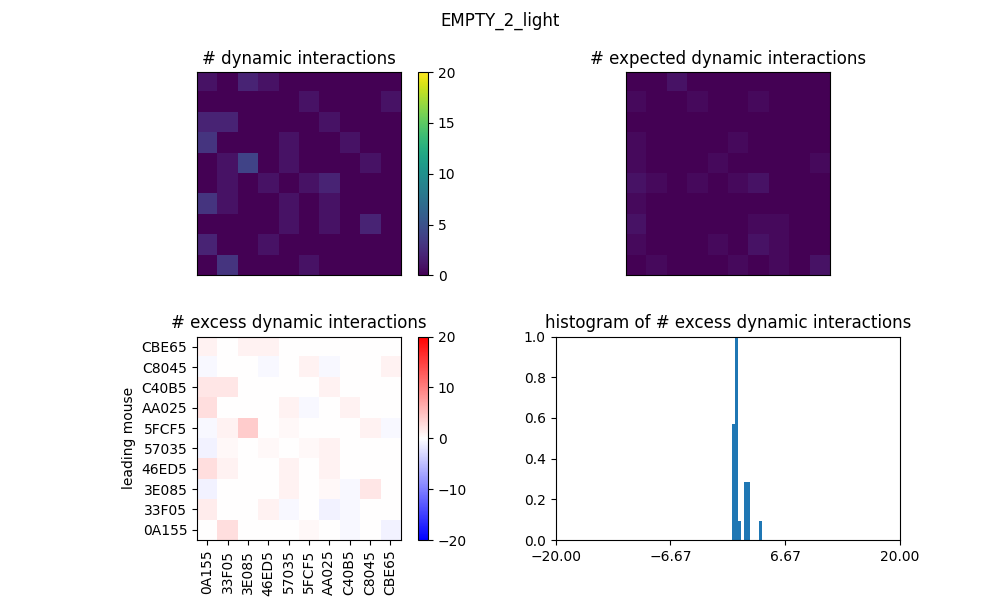 EMPTY_2_light
# dynamic interactions
# expected dynamic interactions
20
15
10
5
0
# excess dynamic interactions
histogram of # excess dynamic interactions
leading mouse
CBE65
C8045
C40B5
AA025
5FCF5
57035
46ED5
3E085
33F05
0A155
0A155
33F05
3E085
46ED5
57035
5FCF5
AA025
C40B5
C8045
CBE65
20
10
0
−10
−20
1.0
0.8
0.6
0.4
0.2
0.0
−20.00
−6.67
6.67
20.00